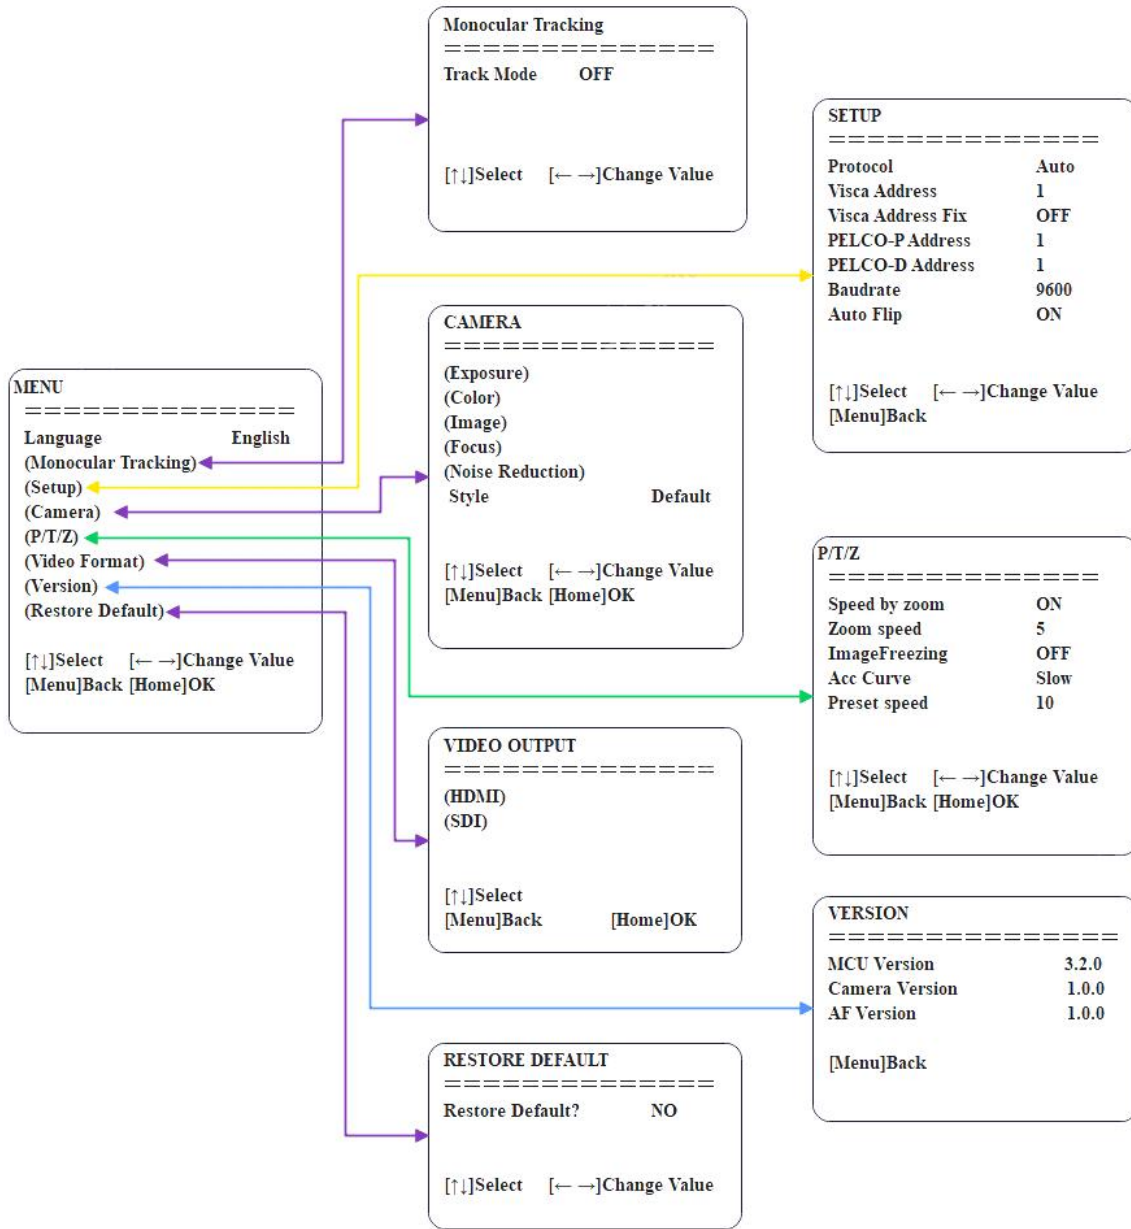 MENU
==============
Language English
(Monocular Tracking)
(Setup)
(Camera)
(P/T/Z)
(Video Format)
(Version)
(Restore Default)
[↑↓]Select [← →]Change Value
[Menu]Back [Home]OK
Monocular Tracking
==============
Track Mode OFF
[↑↓]Select [← →]Change Value
CAMERA
==============
(Exposure)
(Color)
(Image)
(Focus)
(Noise Reduction)
Style Default
[↑↓]Select [← →]Change Value
[Menu]Back [Home]OK
VIDEO OUTPUT
==============
(HDMI)
(SDI)
[↑↓]Select
[Menu]Back [Home]OK
RESTORE DEFAULT
==============
Restore Default? NO
[↑↓]Select [← →]Change Value
SETUP
==============
Protocol Auto
Visca Address 1
Visca Address Fix OFF
PELCO-P Address 1
PELCO-D Address 1
Baudrate 9600
Auto Flip ON
[↑↓]Select [← →]Change Value
[Menu]Back
P/T/Z
==============
Speed by zoom ON
Zoom speed 5
ImageFreezing OFF
Acc Curve Slow
Preset speed 10
[↑↓]Select [← →]Change Value
[Menu]Back [Home]OK
VERSION
===============
MCU Version 3.2.0
Camera Version 1.0.0
AF Version 1.0.0
[Menu]Back